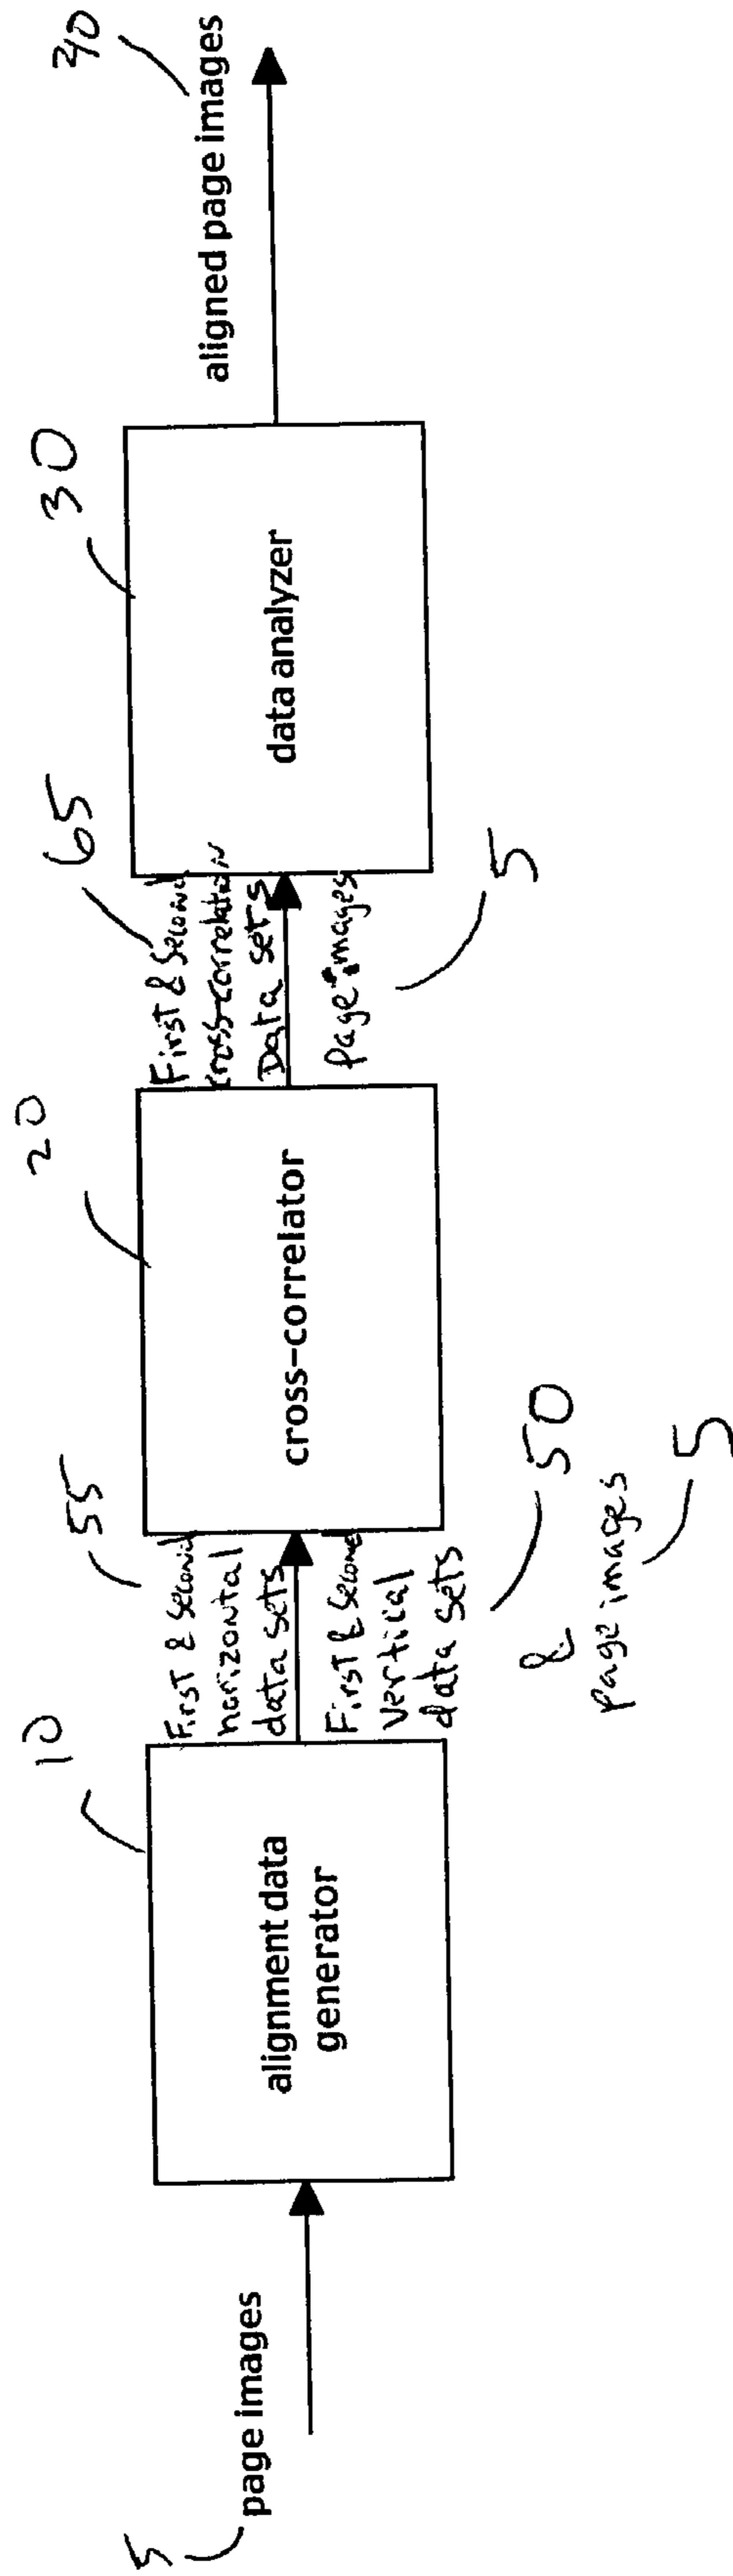 5
page images
10
alignment data
generator
55
First & Second
horizontal
data sets
First & Second
Vertical
data sets
50
&
page images
5
20
cross-correlator
65
First & Second
cross-correlation
Data sets
Page images
5
30
data analyzer
40
aligned page images